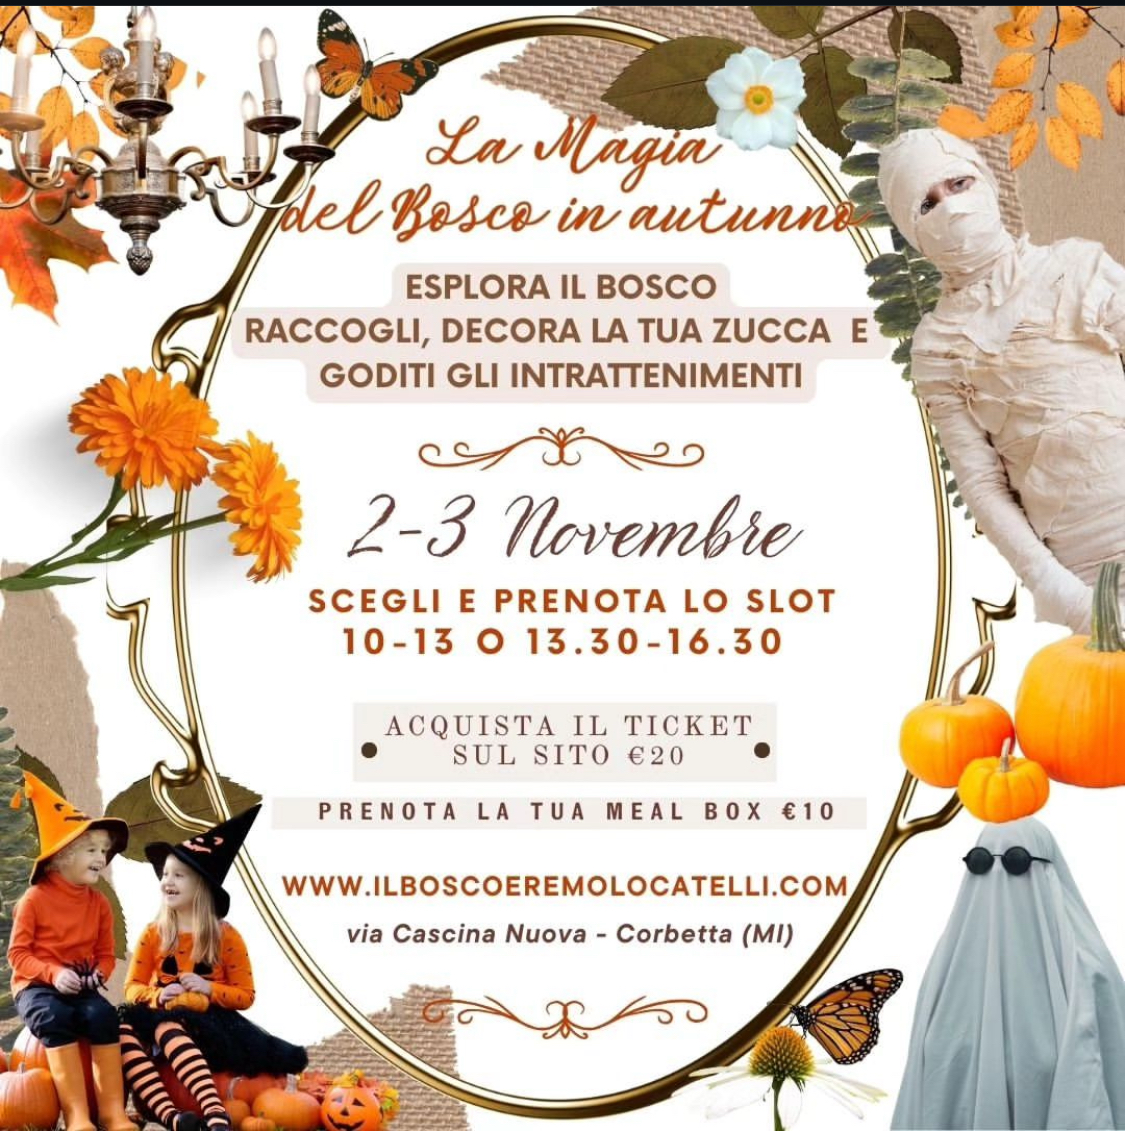 La Magia
del Bosco in autunno
ESPLORA IL BOSCO
RACCOGLI, DECORA LA TUA ZUCCA E
GODITI GLI INTRATTENIMENTI
2-3 Novembre
SCEGLI E PRENOTA LO SLOT
10-13 O 13.30-16.30
ACQUISTA IL TICKET
SUL SITO €20
PRENOTA LA TUA MEAL BOX €10
WWW.ILBOSCOEREMOLOCATELLI.COM
via Cascina Nuova - Corbetta (MI)